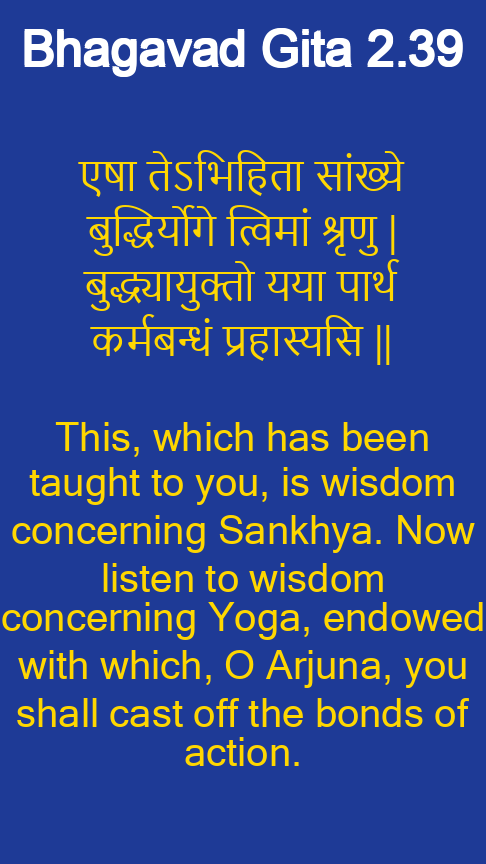 Bhagavad Gita 2.39
एषा तेऽभिहिता सांख्ये
बुद्धिर्योगे त्विमां श्रृणु |
बुद्ध्यायुक्तो यया पार्थ
कर्मबन्धं प्रहास्यसि ||
This, which has been
taught to you, is wisdom
concerning Sankhya. Now
listen to wisdom
concerning Yoga, endowed
with which, O Arjuna, you
shall cast off the bonds of
action.